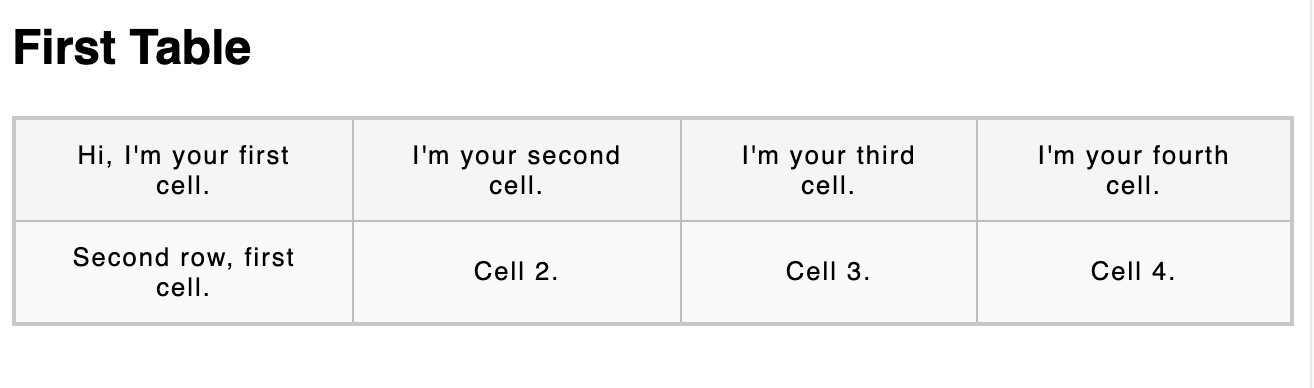 First Table
Hi, I'm your first
cell.
I'm your second
cell.
I'm your third
cell.
I'm your fourth
cell.
Second row, first
cell.
Cell 2.
Cell 3.
Cell 4.